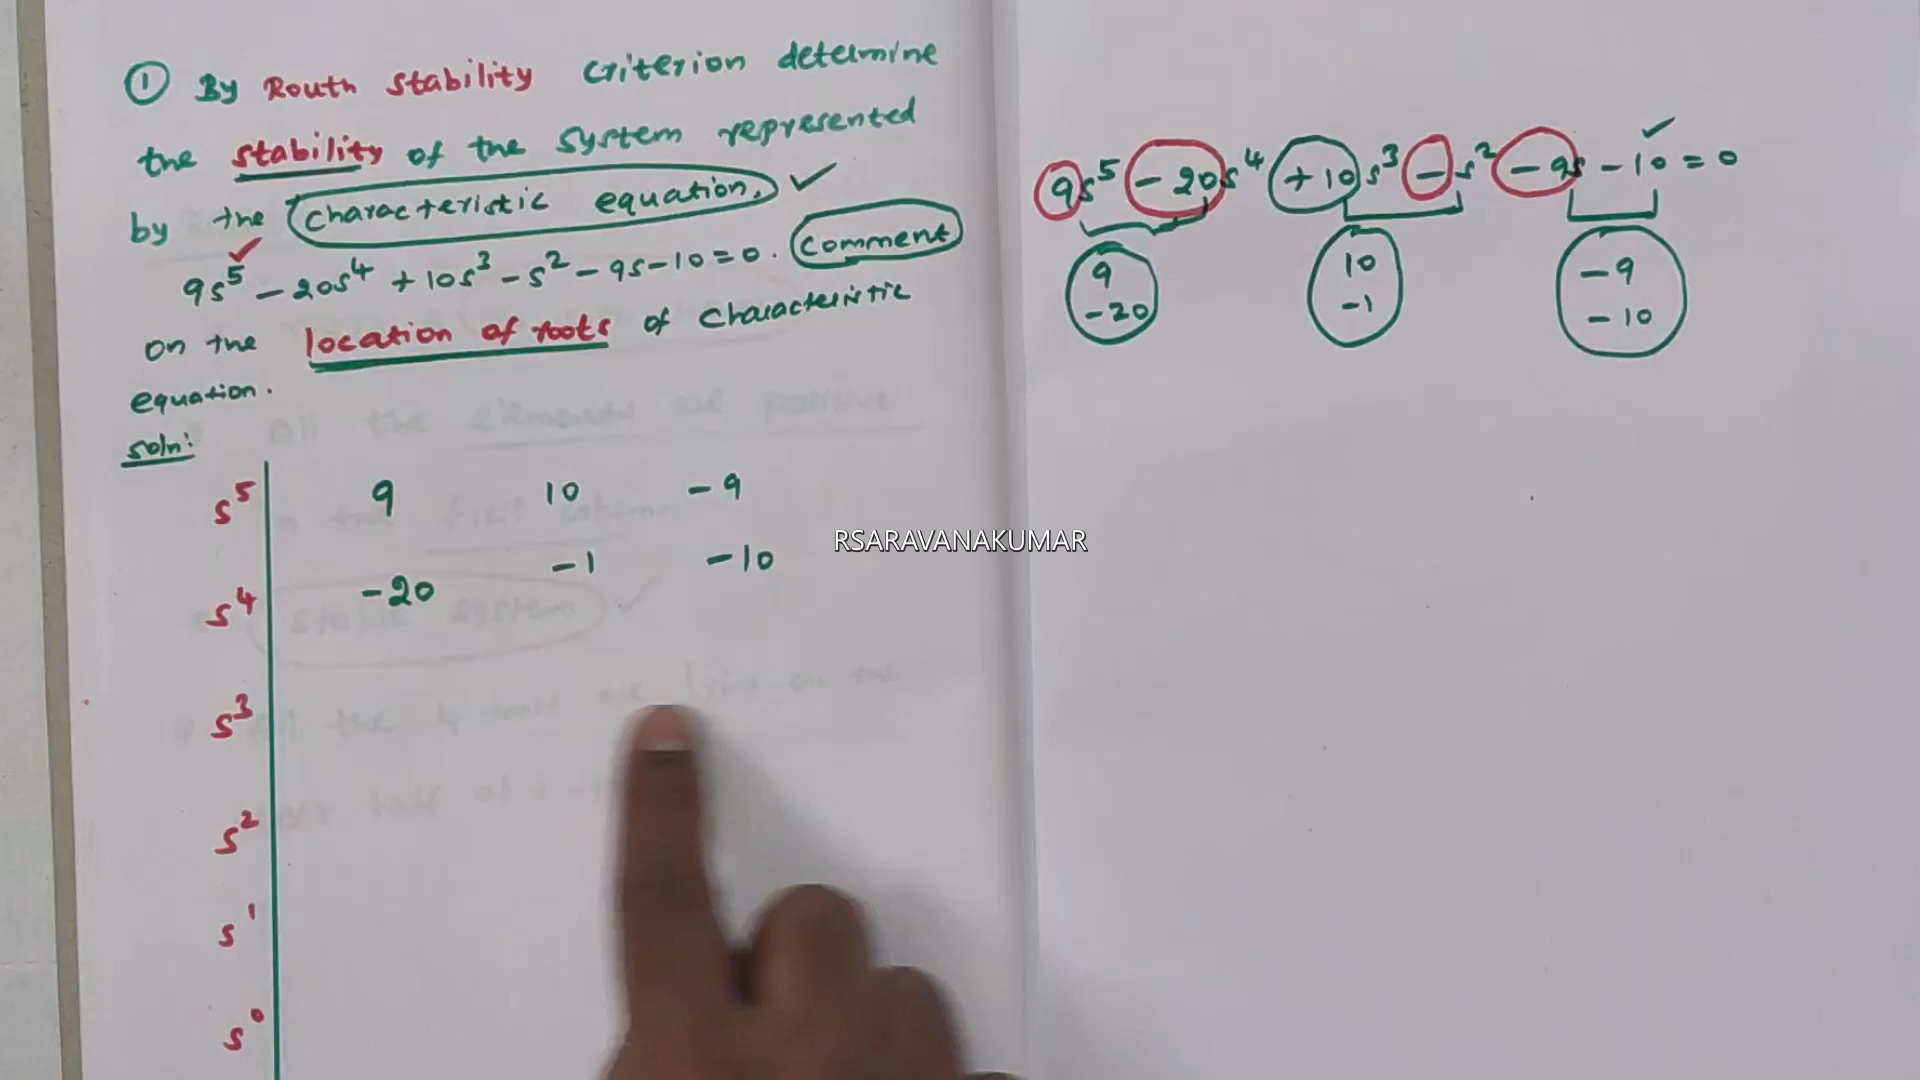 ① By Routh stability criterion determine
the stability of the system represented
by the characteristic equation, ✓
9s⁵ - 20s⁴ + 10s³ - s² - 9s - 10 = 0. comment
on the location of roots of characteristic
equation.
soln:
s⁵ 9 10 -9
s⁴ -20 -1 -10
s³
s²
s¹
s⁰
9s⁵ - 20s⁴ + 10s³ - s² - 9s - 10 = 0
9 10 -9
-20 -1 -10
RSARAVANAKUMAR